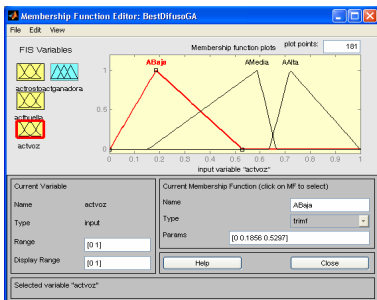 Membership Function Editor: BestDifusoGA
File Edit View
FIS Variables
Membership function plots plot points: 181
actrostoactganadora
acthuella
actvoz
ABaja AMedia AAlta
1
0.5
0
0 0.1 0.2 0.3 0.4 0.5 0.6 0.7 0.8 0.9 1
input variable "actvoz"
Current Variable
Name actvoz
Type input
Range [0 1]
Display Range [0 1]
Current Membership Function (click on MF to select)
Name ABaja
Type trimf
Params [0 0.1856 0.5297]
Help Close
Selected variable "actvoz"